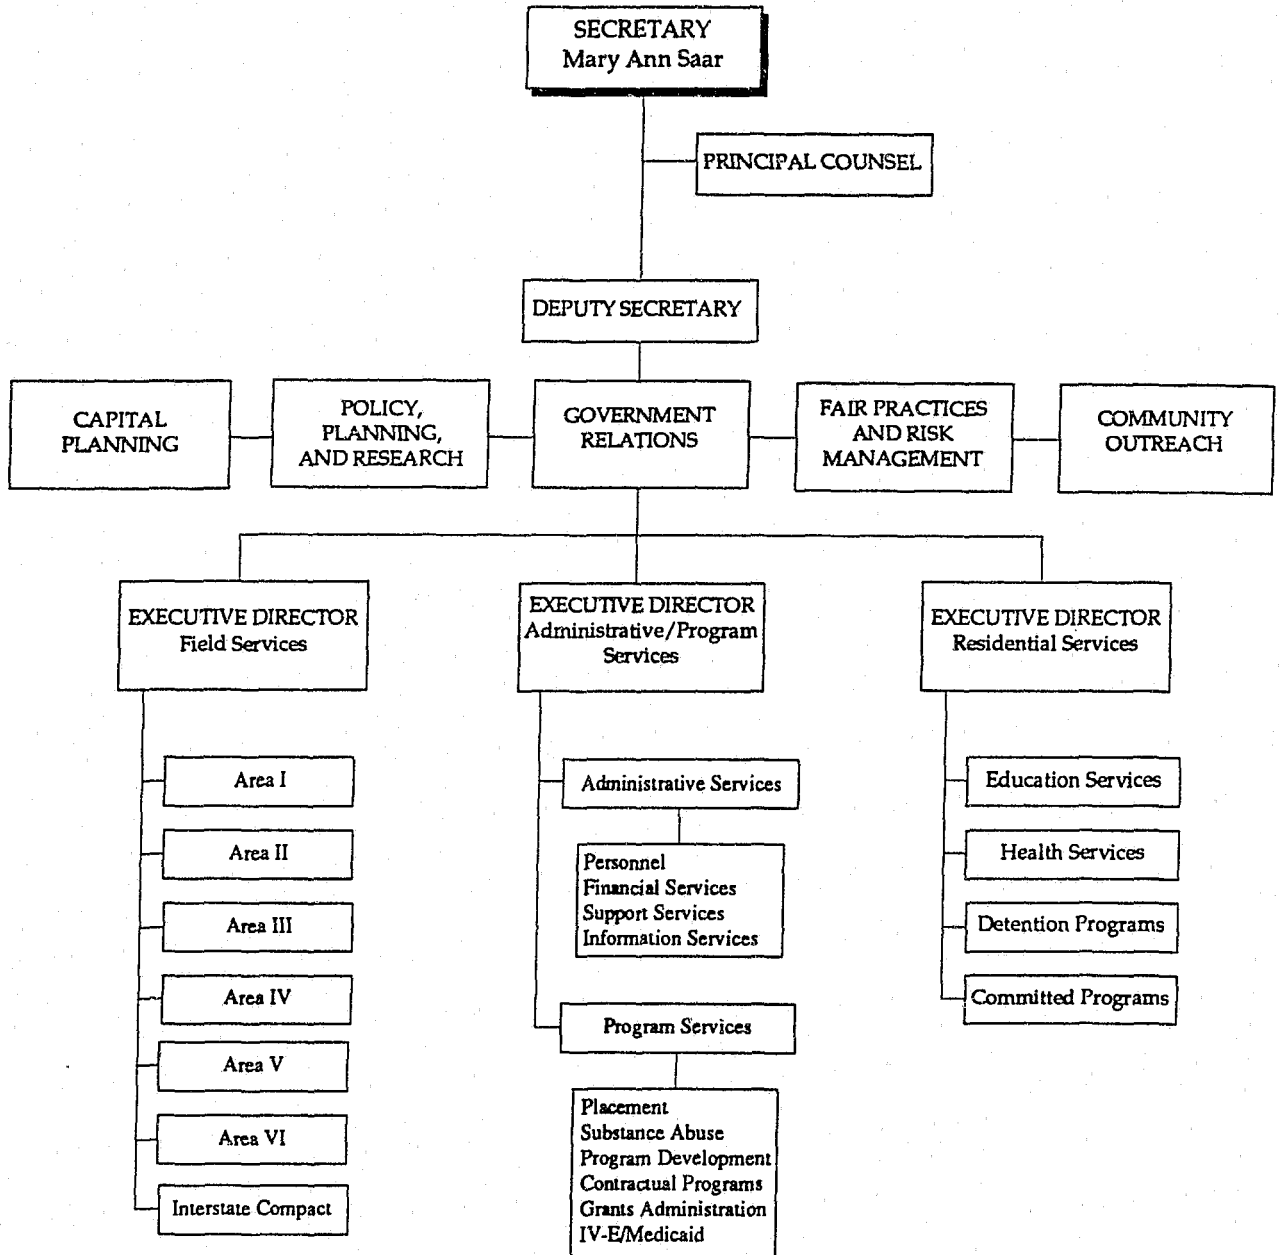 SECRETARY
Mary Ann Saar
PRINCIPAL COUNSEL
DEPUTY SECRETARY
CAPITAL
PLANNING
POLICY,
PLANNING,
AND RESEARCH
GOVERNMENT
RELATIONS
FAIR PRACTICES
AND RISK
MANAGEMENT
COMMUNITY
OUTREACH
EXECUTIVE DIRECTOR
Field Services
Area I
Area II
Area III
Area IV
Area V
Area VI
Interstate Compact
EXECUTIVE DIRECTOR
Administrative/Program
Services
Administrative Services
Personnel
Financial Services
Support Services
Information Services
Program Services
Placement
Substance Abuse
Program Development
Contractual Programs
Grants Administration
IV-E/Medicaid
EXECUTIVE DIRECTOR
Residential Services
Education Services
Health Services
Detention Programs
Committed Programs